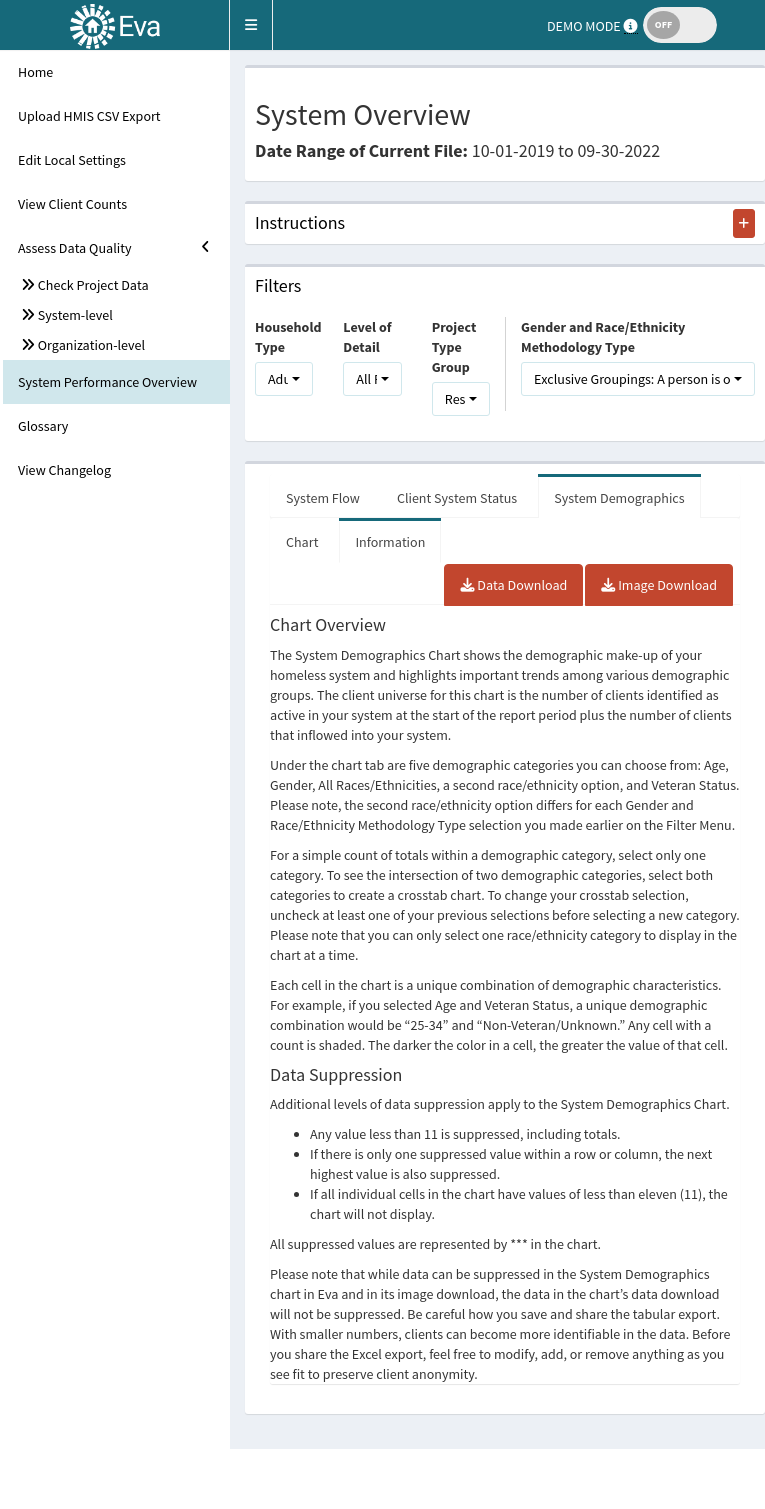 Eva
DEMO MODE
OFF
Home
Upload HMIS CSV Export
Edit Local Settings
View Client Counts
Assess Data Quality
Check Project Data
System-level
Organization-level
System Performance Overview
Glossary
View Changelog
System Overview
Date Range of Current File: 10-01-2019 to 09-30-2022
Instructions
+
Filters
Household
Type
Level of
Detail
Project
Type
Group
Gender and Race/Ethnicity
Methodology Type
Res
Exclusive Groupings: A person is o
System Flow
Client System Status
System Demographics
Chart
Information
Data Download
Image Download
Chart Overview
The System Demographics Chart shows the demographic make-up of your
homeless system and highlights important trends among various demographic
groups. The client universe for this chart is the number of clients identified as
active in your system at the start of the report period plus the number of clients
that inflowed into your system.
Under the chart tab are five demographic categories you can choose from: Age,
Gender, All Races/Ethnicities, a second race/ethnicity option, and Veteran Status.
Please note, the second race/ethnicity option differs for each Gender and
Race/Ethnicity Methodology Type selection you made earlier on the Filter Menu.
For a simple count of totals within a demographic category, select only one
category. To see the intersection of two demographic categories, select both
categories to create a crosstab chart. To change your crosstab selection,
uncheck at least one of your previous selections before selecting a new category.
Please note that you can only select one race/ethnicity category to display in the
chart at a time.
Each cell in the chart is a unique combination of demographic characteristics.
For example, if you selected Age and Veteran Status, a unique demographic
combination would be “25-34” and “Non-Veteran/Unknown.” Any cell with a
count is shaded. The darker the color in a cell, the greater the value of that cell.
Data Suppression
Additional levels of data suppression apply to the System Demographics Chart.
• Any value less than 11 is suppressed, including totals.
• If there is only one suppressed value within a row or column, the next
highest value is also suppressed.
• If all individual cells in the chart have values of less than eleven (11), the
chart will not display.
All suppressed values are represented by *** in the chart.
Please note that while data can be suppressed in the System Demographics
chart in Eva and in its image download, the data in the chart’s data download
will not be suppressed. Be careful how you save and share the tabular export.
With smaller numbers, clients can become more identifiable in the data. Before
you share the Excel export, feel free to modify, add, or remove anything as you
see fit to preserve client anonymity.